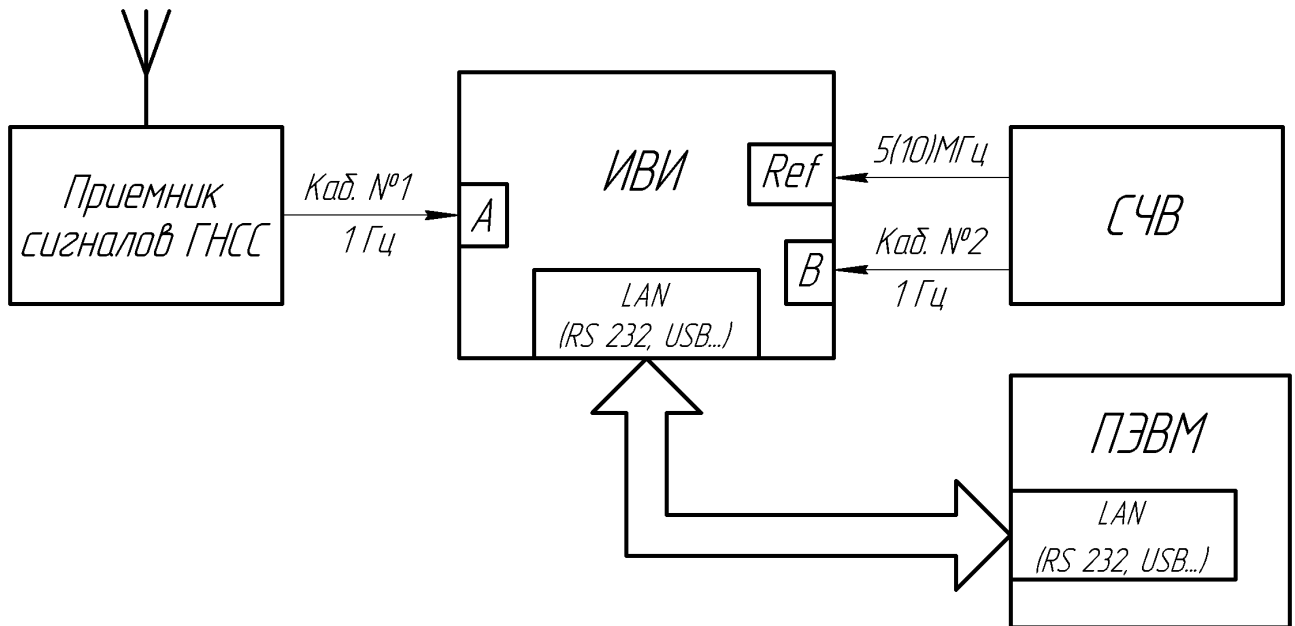 Приемник
сигналов ГНСС
Каб. №1
1 Гц
A
ИВИ
Ref
B
LAN
(RS 232, USB...)
5(10)МГц
Каб. №2
1 Гц
СЧВ
ПЭВМ
LAN
(RS 232, USB...)